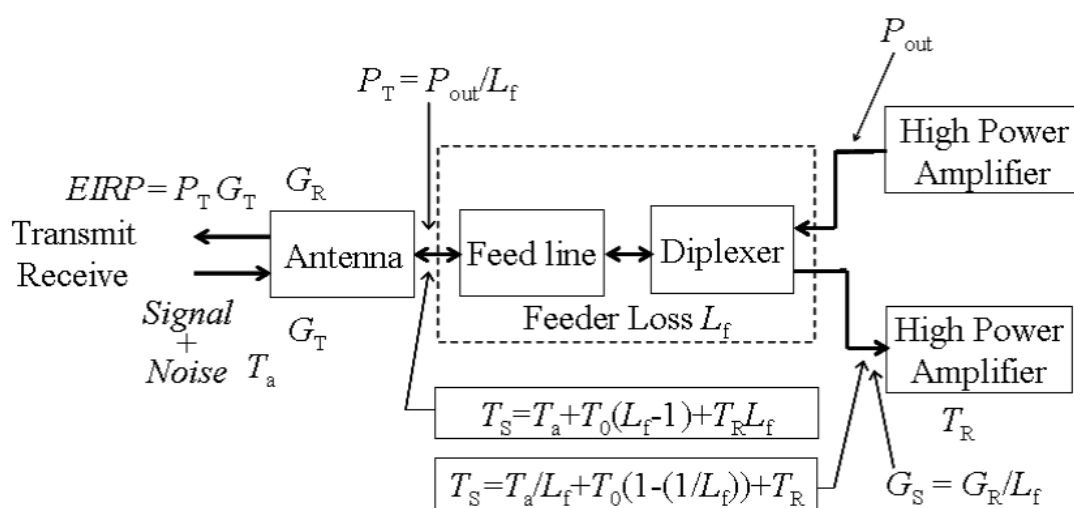 P_out
P_T = P_out/L_f
High Power
Amplifier
EIRP = P_T G_T
G_R
Transmit
Receive
Antenna
Feed line
Diplexer
Signal
+
Noise
T_a
G_T
Feeder Loss L_f
High Power
Amplifier
T_S=T_a+T_0(L_f-1)+T_RL_f
T_R
T_S=T_a/L_f+T_0(1-(1/L_f))+T_R
G_S = G_R/L_f